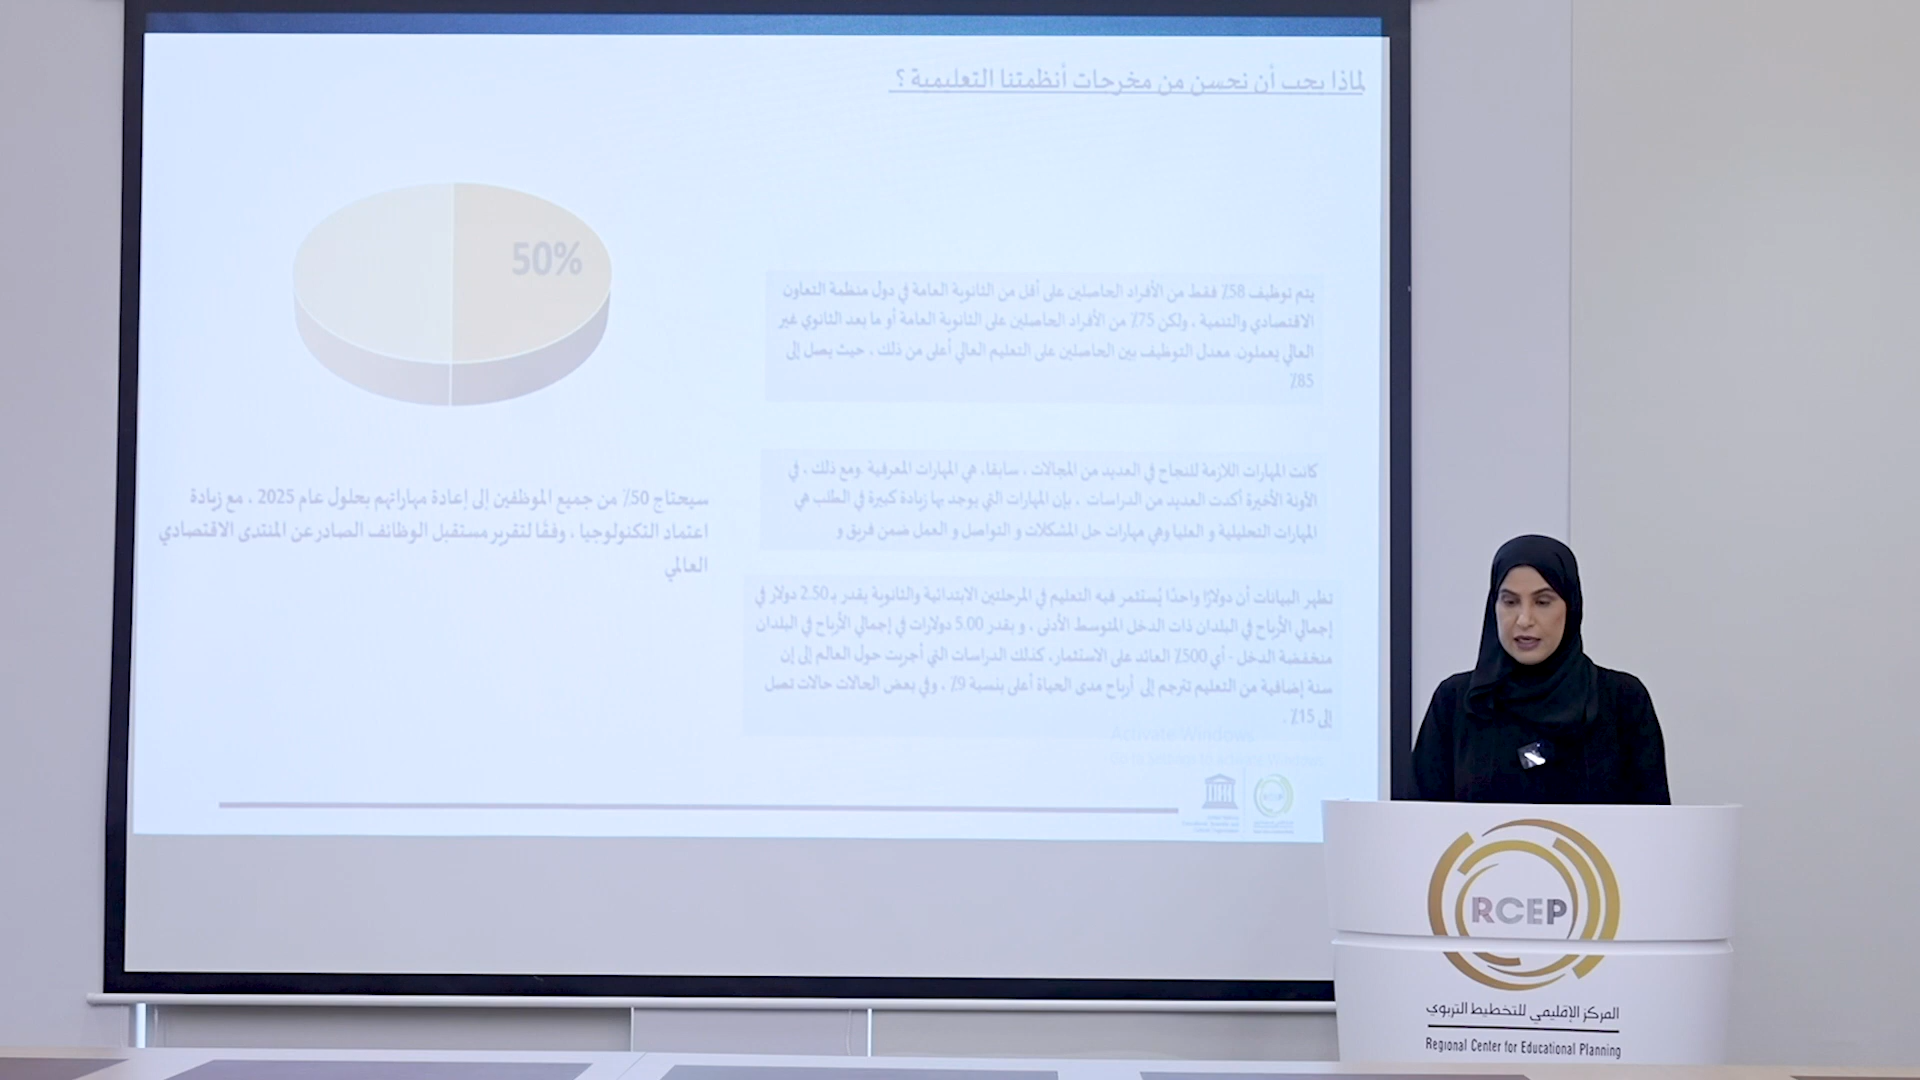 لماذا يجب أن نحسن من مخرجات أنظمتنا التعليمية ؟
50%
يتم توظيف 58٪ فقط من الأفراد الحاصلين على أقل من الثانوية العامة في دول منظمة التعاون
الاقتصادي والتنمية ، ولكن 75٪ من الأفراد الحاصلين على الثانوية العامة أو ما بعد الثانوي غير
العالي يعملون. معدل التوظيف بين الحاصلين على التعليم العالي أعلى من ذلك ، حيث يصل إلى
85٪
كانت المهارات اللازمة للنجاح في العديد من المجالات ، سابقا، هي المهارات المعرفية .ومع ذلك ، في
الآونة الأخيرة أكدت العديد من الدراسات ، بإن المهارات التي يوجد بها زيادة كبيرة في الطلب هي
المهارات التحليلية و العليا وهي مهارات حل المشكلات و التواصل و العمل ضمن فريق و
سيحتاج 50٪ من جميع الموظفين إلى إعادة مهاراتهم بحلول عام 2025 ، مع زيادة
اعتماد التكنولوجيا ، وفقًا لتقرير مستقبل الوظائف الصادر عن المنتدى الاقتصادي
العالمي
تظهر البيانات أن دولارًا واحدًا يُستثمر فيه التعليم في المرحلتين الابتدائية والثانوية يقدر بـ 2.50 دولار في
إجمالي الأرباح في البلدان ذات الدخل المتوسط الأدنى ، و يقدر 5.00 دولارات في إجمالي الأرباح في البلدان
منخفضة الدخل - أي 500٪ العائد على الاستثمار، كذلك الدراسات التي أجريت حول العالم إلى إن
سنة إضافية من التعليم تترجم إلى أرباح مدى الحياة أعلى بنسبة 9٪ ، وفي بعض الحالات حالات تصل
إلى 15٪ .
Activate Windows
RCEP
المركز الإقليمي للتخطيط التربوي
Regional Center for Educational Planning